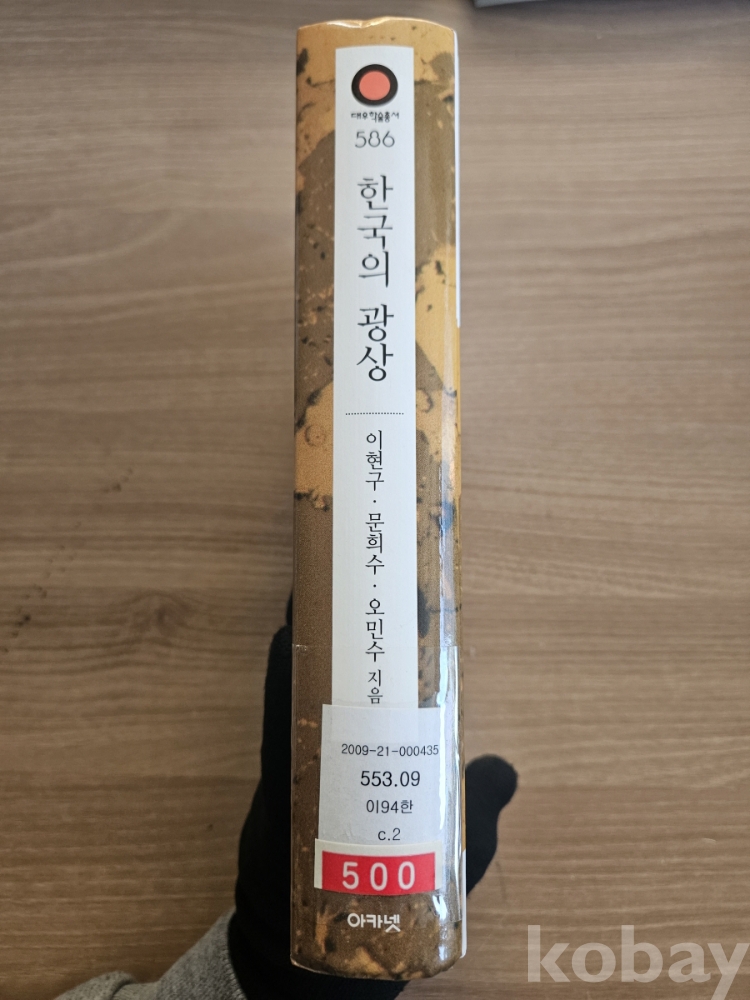 대우학술총서
586
한국의 광상
이현구 · 문희수 · 오민수 지음
2009-21-000435
553.09
이94한
c.2
500
아카넷
kobay